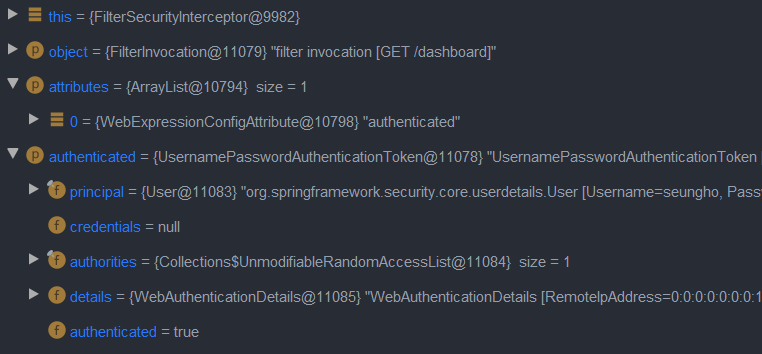 this = {FilterSecurityInterceptor@9982}
p object = {FilterInvocation@11079} "filter invocation [GET /dashboard]"
p attributes = {ArrayList@10794} size = 1
0 = {WebExpressionConfigAttribute@10798} "authenticated"
p authenticated = {UsernamePasswordAuthenticationToken@11078} "UsernamePasswordAuthenticationToken
f principal = {User@11083} "org.springframework.security.core.userdetails.User [Username=seungho, Pass
f credentials = null
f authorities = {Collections$UnmodifiableRandomAccessList@11084} size = 1
f details = {WebAuthenticationDetails@11085} "WebAuthenticationDetails [RemoteIpAddress=0:0:0:0:0:0:0:1
f authenticated = true